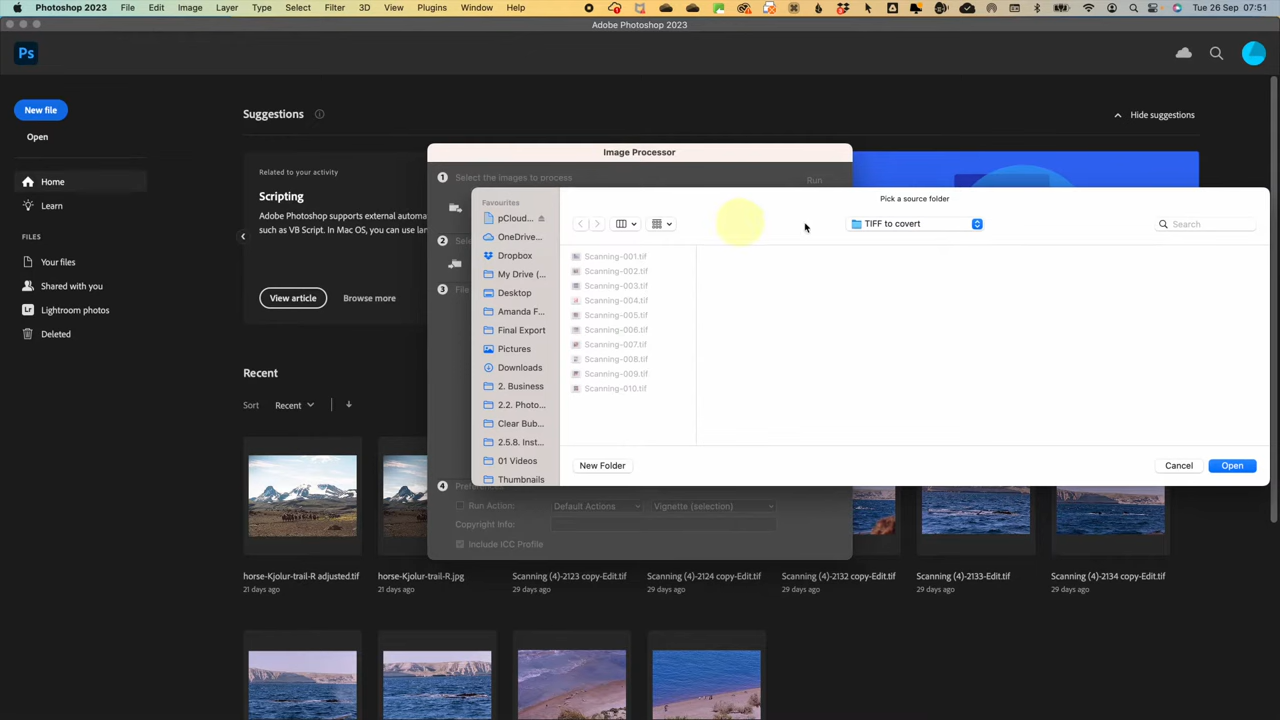 Photoshop 2023 File Edit Image Layer Type Select Filter 3D View Plugins Window Help Tue 26 Sep 07:51
Adobe Photoshop 2023
Ps
New file
Open
Home
Learn
FILES
Your files
Shared with you
Lr Lightroom photos
Deleted
Suggestions
Hide suggestions
Related to your activity
Scripting
Photoshop supports external automa
such as VB Script. In Mac OS, you can use lan
View article Browse more
Recent
Sort Recent
Image Processor
1 Select the images to process
Run
2 Sele
3 File
4 Preferences
Run Action: Default Actions Vignette (selection)
Copyright Info:
Include ICC Profile
Pick a source folder
TIFF to covert
Search
Favourites
pCloud...
OneDrive...
Dropbox
My Drive (...
Desktop
Amanda F...
Final Export
Pictures
Downloads
2. Business
2.2. Photo...
Clear Bub...
2.5.8. Inst...
01 Videos
Thumbnails
Scanning-001.tif
Scanning-002.tif
Scanning-003.tif
Scanning-004.tif
Scanning-005.tif
Scanning-006.tif
Scanning-007.tif
Scanning-008.tif
Scanning-009.tif
Scanning-010.tif
New Folder
Cancel Open
horse-Kjolur-trail-R adjusted.tif
21 days ago
horse-Kjolur-trail-R.jpg
21 days ago
Scanning (4)-2123 copy-Edit.tif
29 days ago
Scanning (4)-2124 copy-Edit.tif
29 days ago
Scanning (4)-2132 copy-Edit.tif
29 days ago
Scanning (4)-2133-Edit.tif
29 days ago
Scanning (4)-2134 copy-Edit.tif
29 days ago